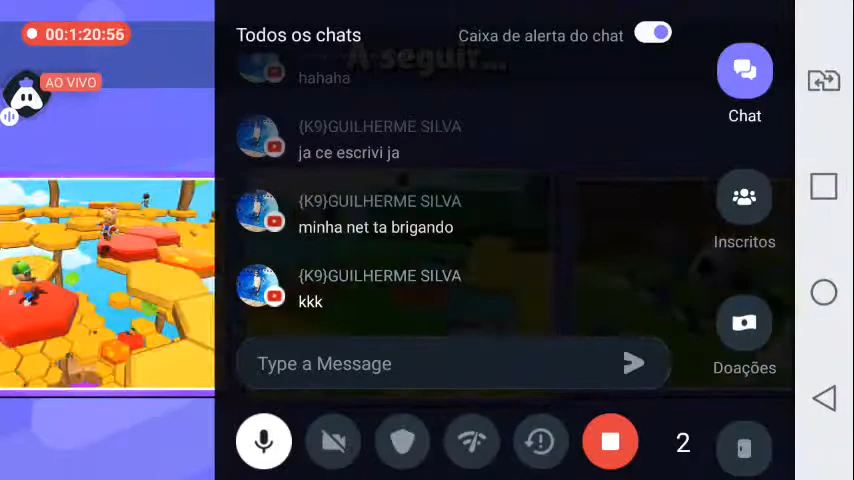 00:1:20:56
Todos os chats
Caixa de alerta do chat
A seguir...
AO VIVO
hahaha
Chat
{K9}GUILHERME SILVA
ja ce escrivi ja
{K9}GUILHERME SILVA
minha net ta brigando
Inscritos
{K9}GUILHERME SILVA
kkk
Type a Message
Doações
2